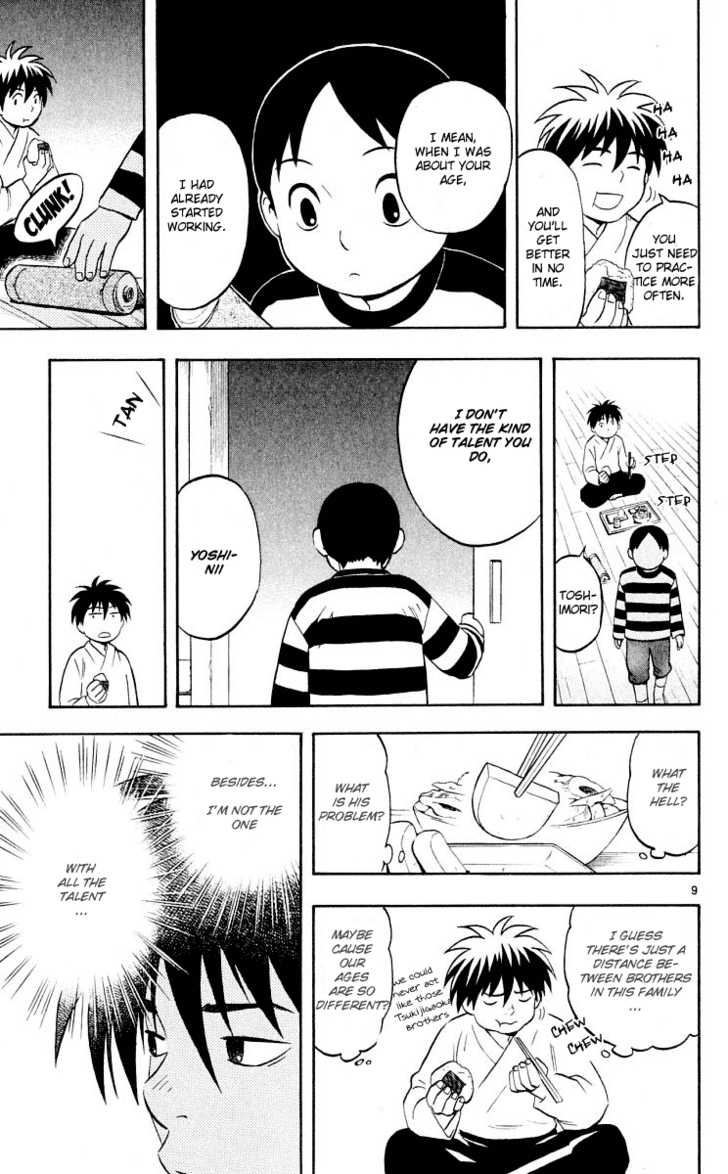 HA
HA
HA
HA
YOU
JUST NEED
TO PRAC-
TICE MORE
OFTEN.
AND
YOU'LL
GET
BETTER
IN NO
TIME.
I MEAN,
WHEN I WAS
ABOUT YOUR
AGE,
I HAD
ALREADY
STARTED
WORKING.
CLUNK!
STEP
STEP
TOSH-
IMORI?
I DON'T
HAVE THE KIND
OF TALENT YOU
DO,
YOSHI-
NII
TAN
WHAT
THE
HELL?
WHAT
IS HIS
PROBLEM?
9
I GUESS
THERE'S JUST A
DISTANCE BE-
TWEEN BROTHERS
IN THIS FAMILY
...
CHEW
CHEW
MAYBE
CAUSE
OUR
AGES
ARE SO
DIFFERENT?
we could
never act
like those
Tsukijigaoka
brothers
BESIDES...
I'M NOT THE
ONE
WITH
ALL THE
TALENT
...